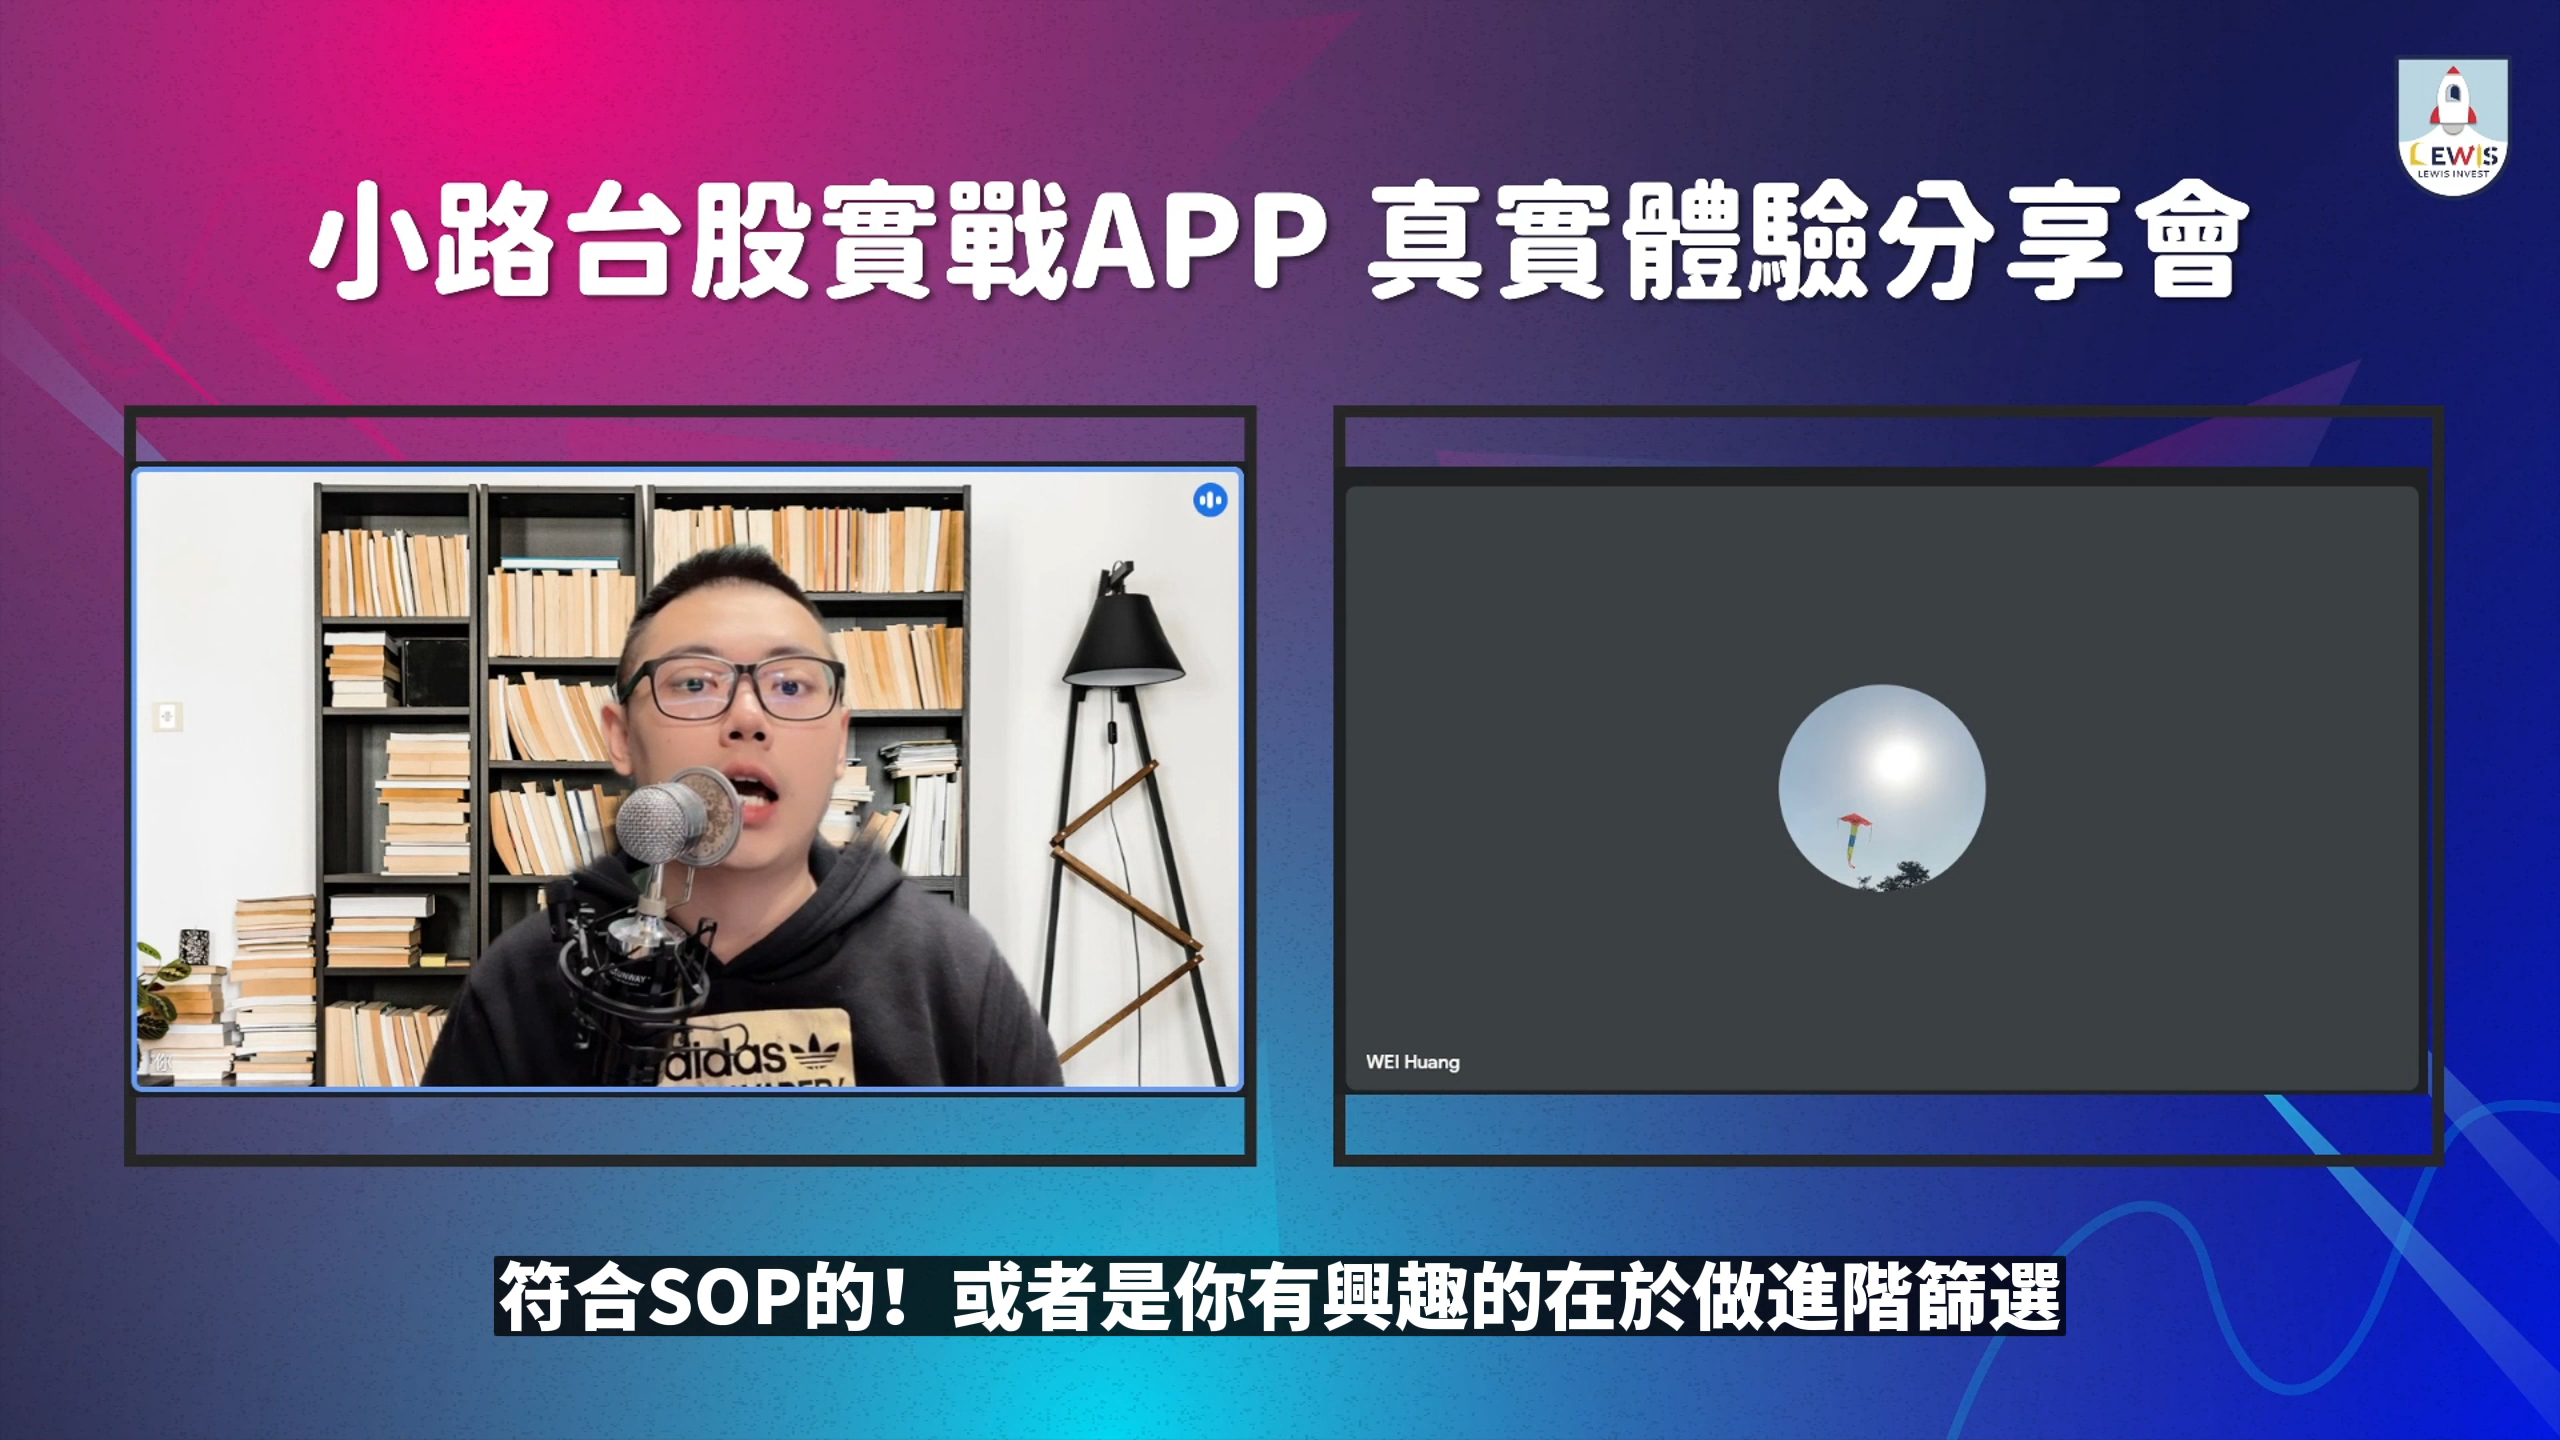 LEWIS
LEWIS INVEST
小路台股實戰APP 真實體驗分享會
adidas
你
WEI Huang
符合SOP的！或者是你有興趣的在於做進階篩選